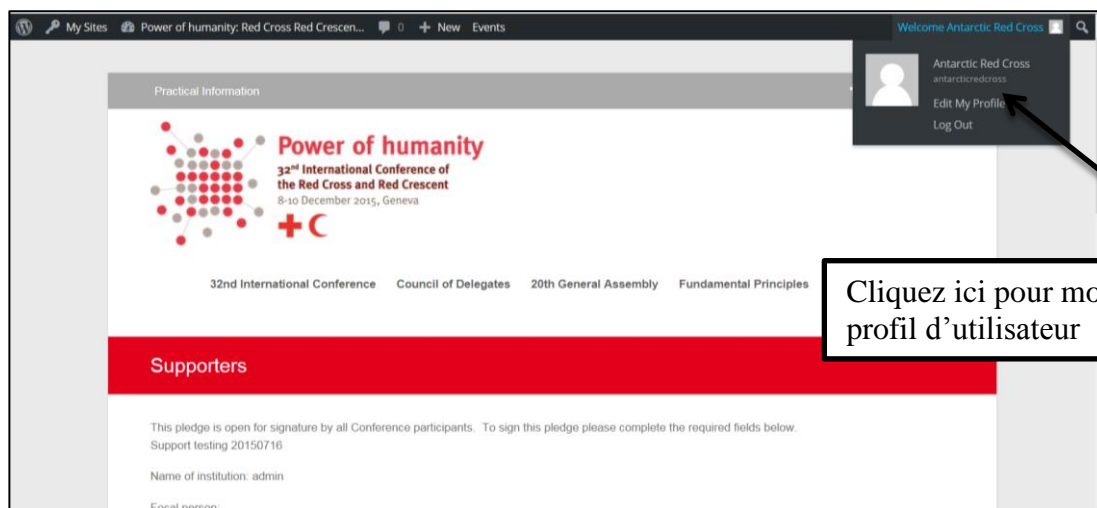 My Sites Power of humanity: Red Cross Red Crescen... 0 + New Events Welcome Antarctic Red Cross
Antarctic Red Cross
antarcticredcross
Edit My Profile
Log Out
Practical Information
Power of humanity
32nd International Conference of
the Red Cross and Red Crescent
8-10 December 2015, Geneva
32nd International Conference Council of Delegates 20th General Assembly Fundamental Principles
Cliquez ici pour
profil d’utilisateur
Supporters
This pledge is open for signature by all Conference participants. To sign this pledge please complete the required fields below.
Support testing 20150716
Name of institution: admin
Focal person: